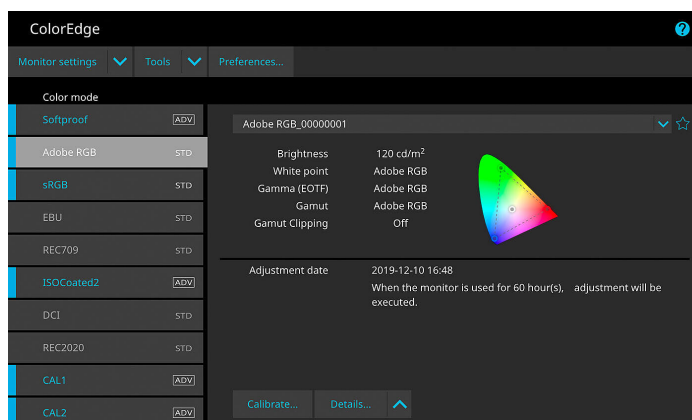 ColorEdge
?
Monitor settings Tools Preferences...
Color mode
Softproof ADV
Adobe RGB STD
sRGB STD
EBU STD
REC709 STD
ISOCoated2 ADV
DCI STD
REC2020 STD
CAL1 ADV
CAL2 ADV
Adobe RGB_00000001
Brightness 120 cd/m²
White point Adobe RGB
Gamma (EOTF) Adobe RGB
Gamut Adobe RGB
Gamut Clipping Off
Adjustment date 2019-12-10 16:48
When the monitor is used for 60 hour(s), adjustment will be
executed.
Calibrate... Details...